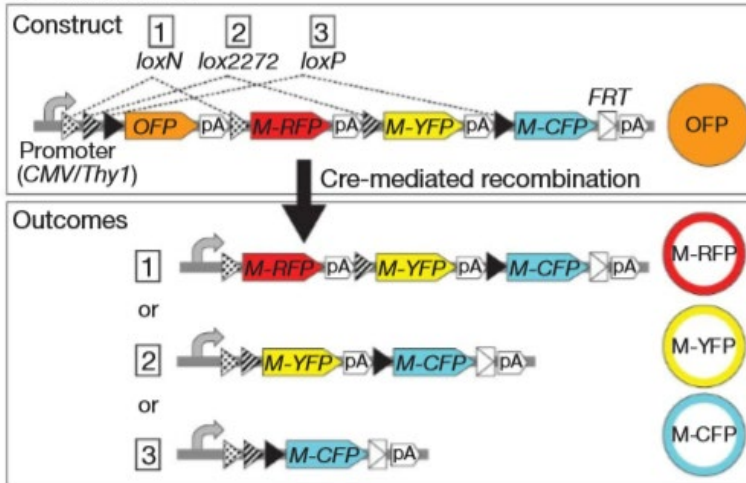 Construct
1 2 3
loxN lox2272 loxP
FRT
OFP pA M-RFP pA M-YFP pA M-CFP pA
OFP
Promoter
(CMV/Thy1)
Cre-mediated recombination
Outcomes
1 M-RFP pA M-YFP pA M-CFP pA
M-RFP
or
2 M-YFP pA M-CFP pA
M-YFP
or
3 M-CFP pA
M-CFP